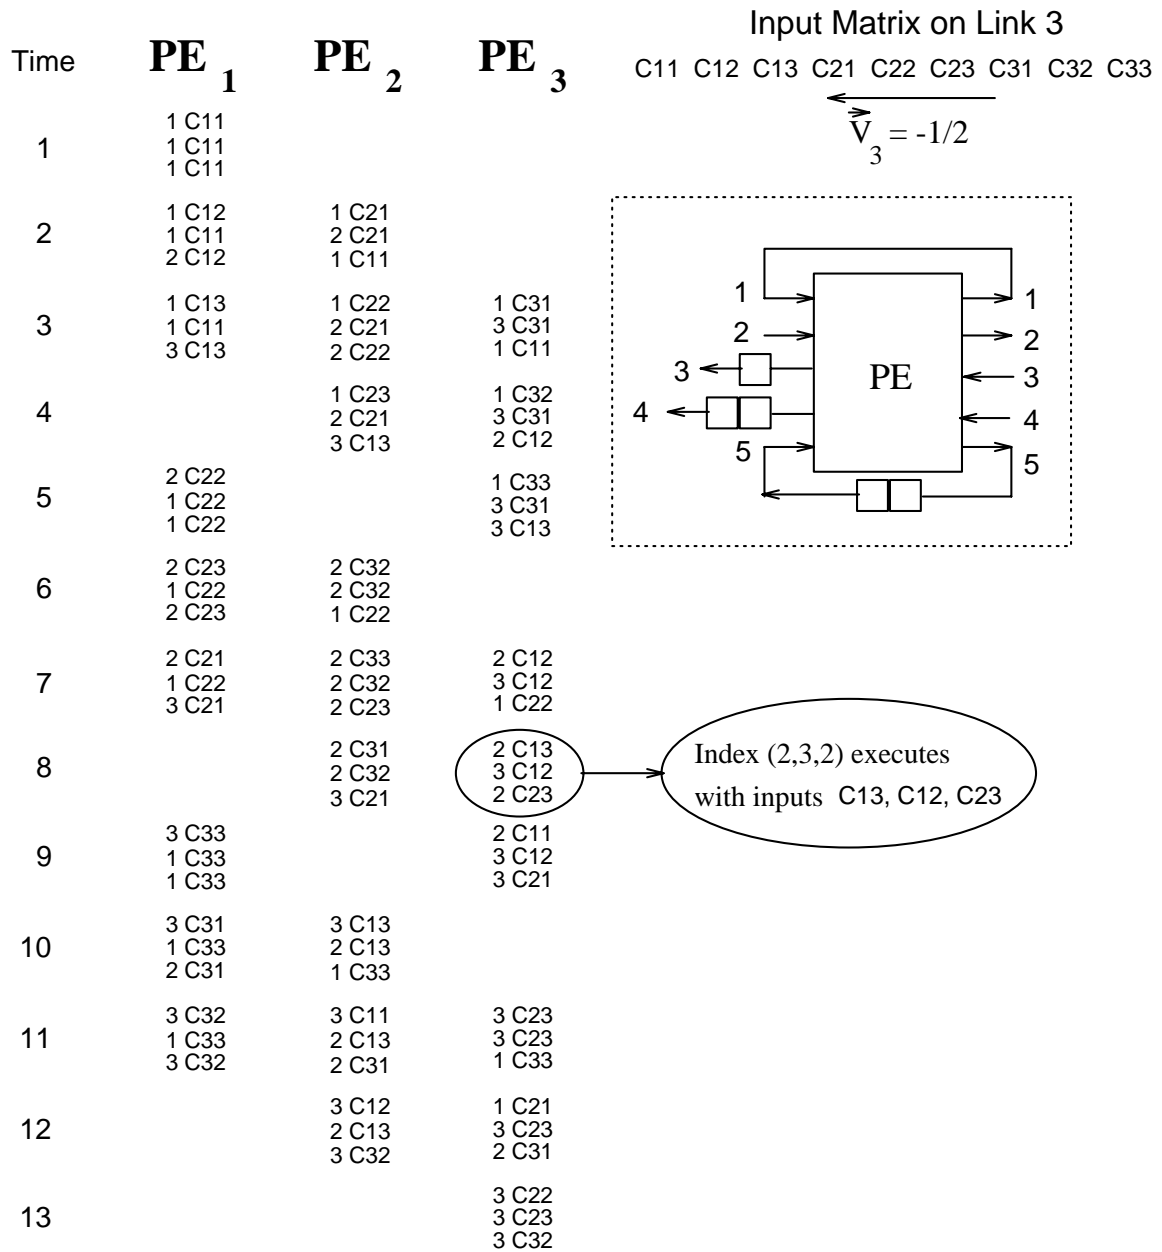 Input Matrix on Link 3
Time PE 1 PE 2 PE 3
C11 C12 C13 C21 C22 C23 C31 C32 C33
V 3 = -1/2
1
1 C11
1 C11
1 C11
2
1 C12 1 C21
1 C11 2 C21
2 C12 1 C11
3
1 C13 1 C22 1 C31
1 C11 2 C21 3 C31
3 C13 2 C22 1 C11
4
1 C23 1 C32
2 C21 3 C31
3 C13 2 C12
5
2 C22 1 C33
1 C22 3 C31
1 C22 3 C13
6
2 C23 2 C32
1 C22 2 C32
2 C23 1 C22
7
2 C21 2 C33 2 C12
1 C22 2 C32 3 C12
3 C21 2 C23 1 C22
8
2 C31 2 C13
2 C32 3 C12
3 C21 2 C23
9
3 C33 2 C11
1 C33 3 C12
1 C33 3 C21
10
3 C31 3 C13
1 C33 2 C13
2 C31 1 C33
11
3 C32 3 C11 3 C23
1 C33 2 C13 3 C23
3 C32 2 C31 1 C33
12
3 C12 1 C21
2 C13 3 C23
3 C32 2 C31
13
3 C22
3 C23
3 C32
1 1
2 2
3 PE 3
4 4
5 5
Index (2,3,2) executes
with inputs C13, C12, C23